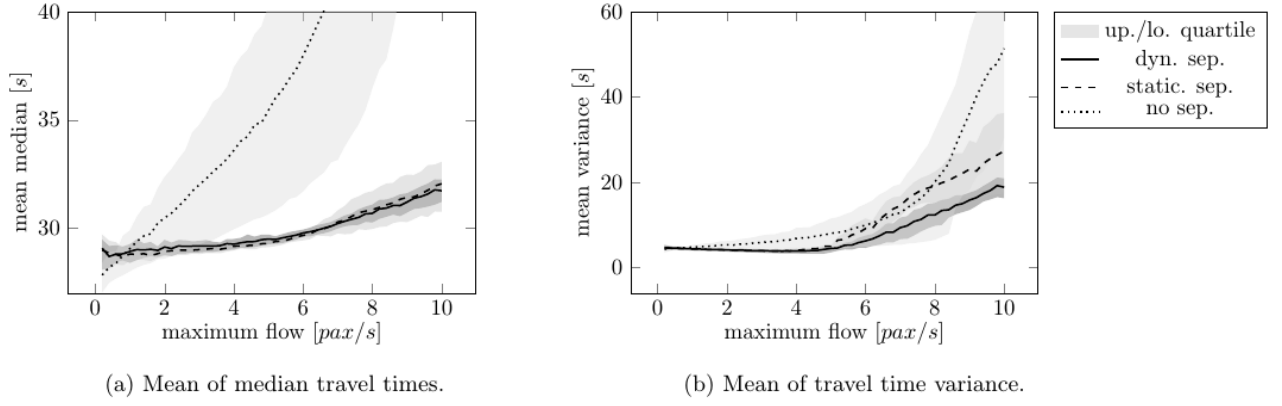 40
35
30
mean median [s]
0 2 4 6 8 10
maximum flow [pax/s]
(a) Mean of median travel times.
60
40
20
0
mean variance [s]
0 2 4 6 8 10
maximum flow [pax/s]
(b) Mean of travel time variance.
up./lo. quartile
dyn. sep.
static. sep.
no sep.